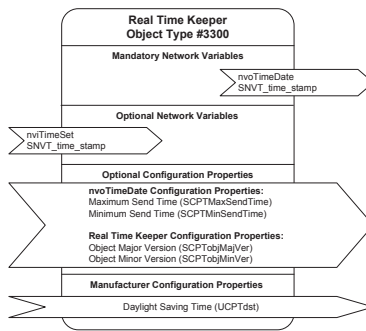 Real Time Keeper
Object Type #3300
Mandatory Network Variables
nvoTimeDate
SNVT_time_stamp
Optional Network Variables
nviTimeSet
SNVT_time_stamp
Optional Configuration Properties
nvoTimeDate Configuration Properties:
Maximum Send Time (SCPTMaxSendTime)
Minimum Send Time (SCPTMinSendTime)
Real Time Keeper Configuration Properties:
Object Major Version (SCPTobjMajVer)
Object Minor Version (SCPTobjMinVer)
Manufacturer Configuration Properties
Daylight Saving Time (UCPTdst)